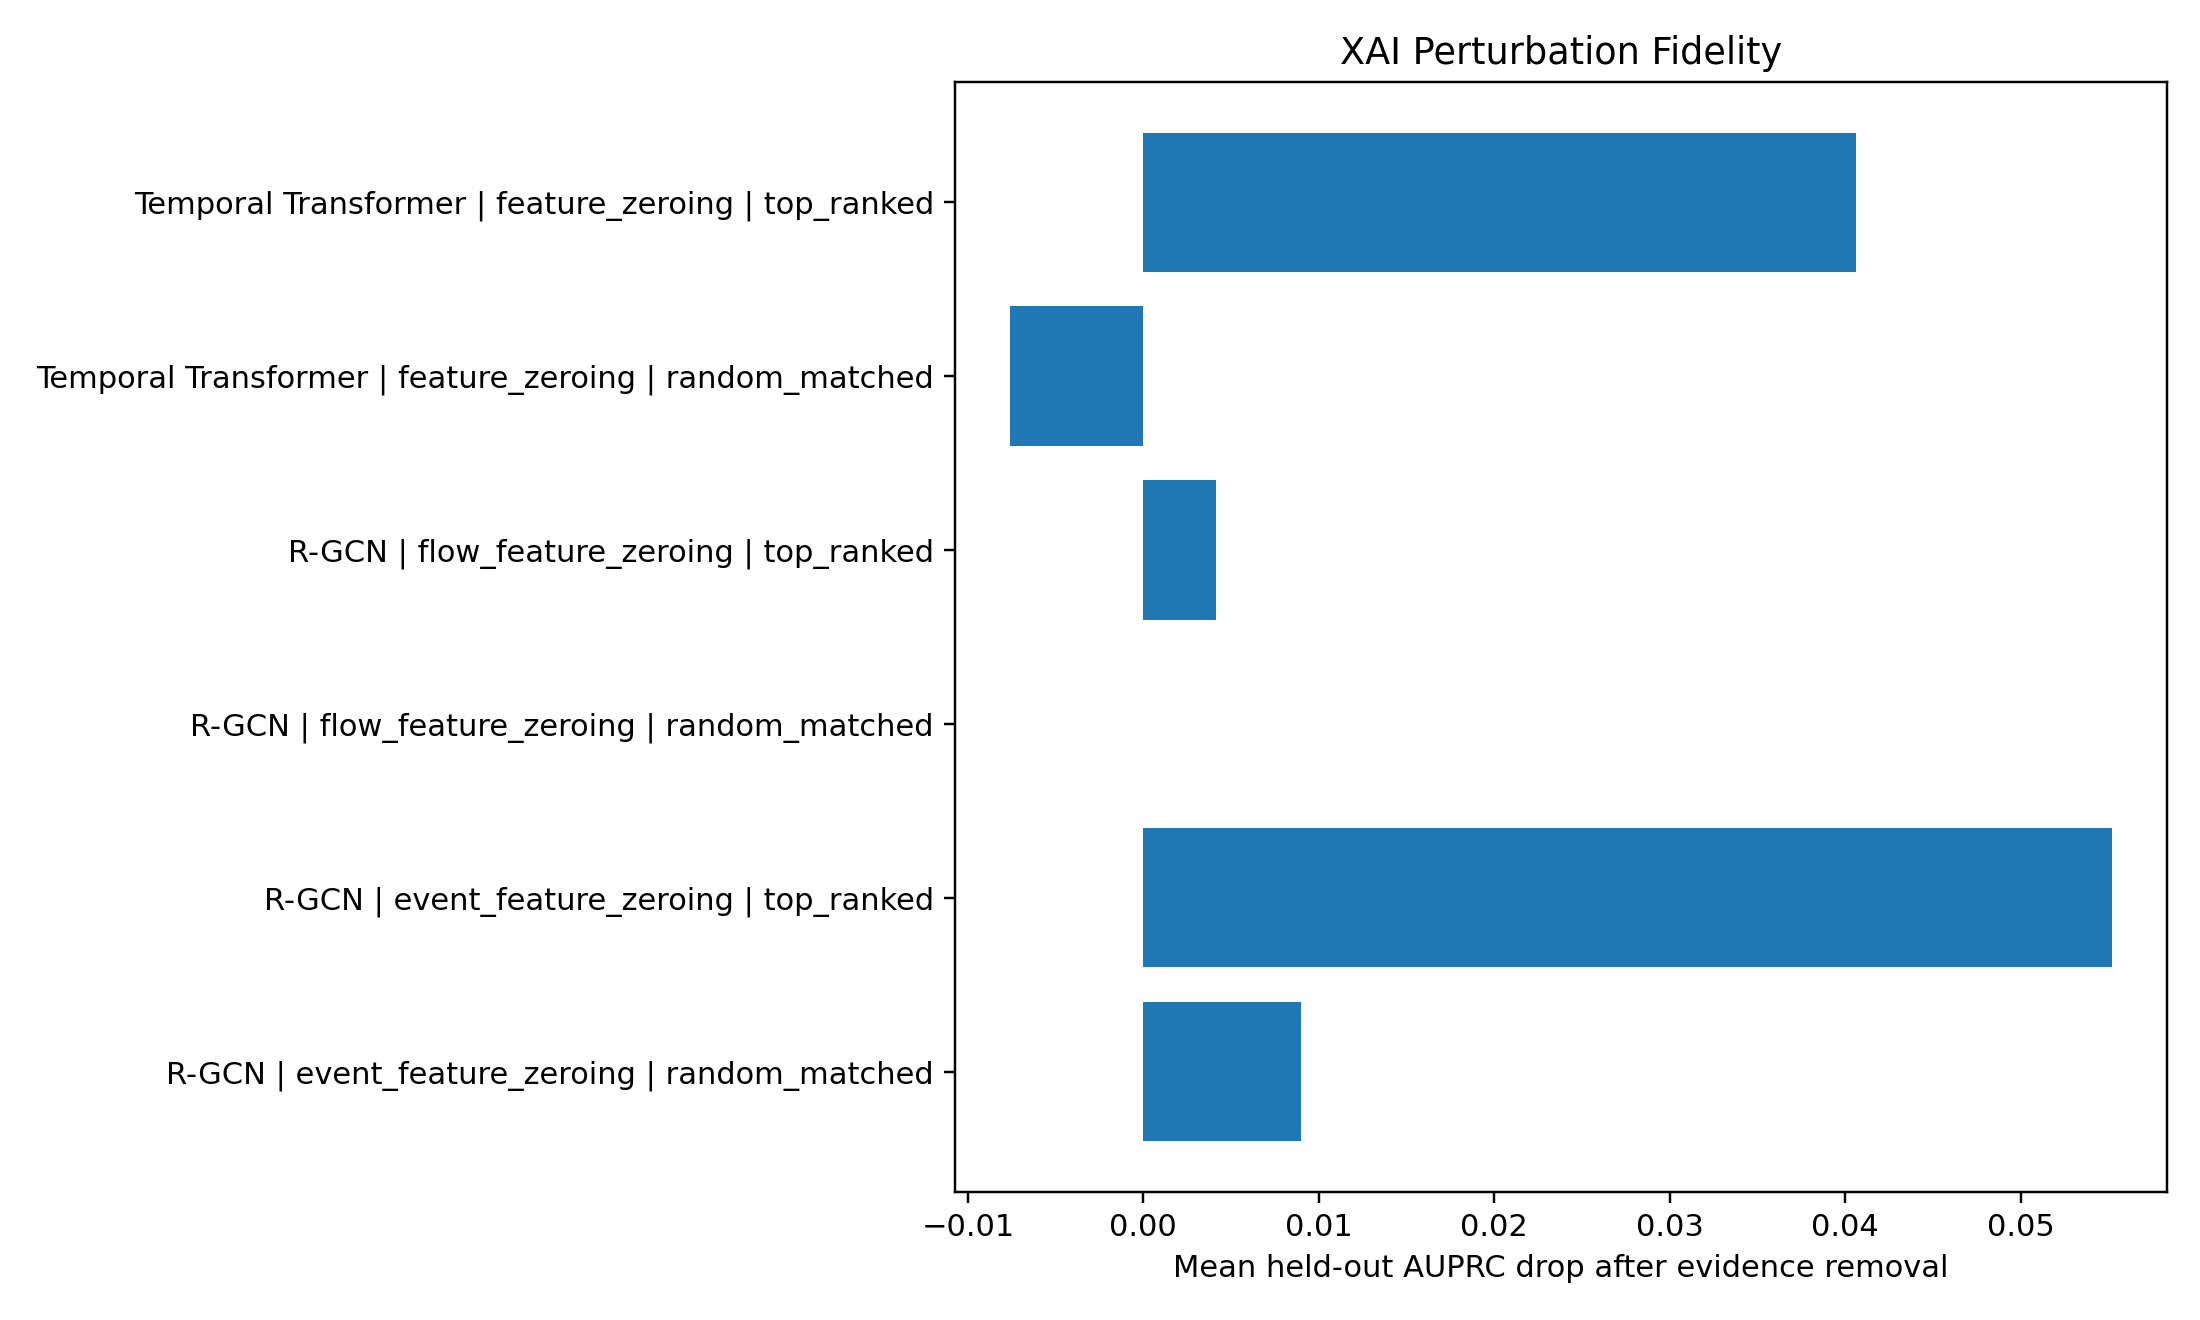 XAI Perturbation Fidelity
Temporal Transformer | feature_zeroing | top_ranked
Temporal Transformer | feature_zeroing | random_matched
R-GCN | flow_feature_zeroing | top_ranked
R-GCN | flow_feature_zeroing | random_matched
R-GCN | event_feature_zeroing | top_ranked
R-GCN | event_feature_zeroing | random_matched
−0.01 0.00 0.01 0.02 0.03 0.04 0.05
Mean held-out AUPRC drop after evidence removal